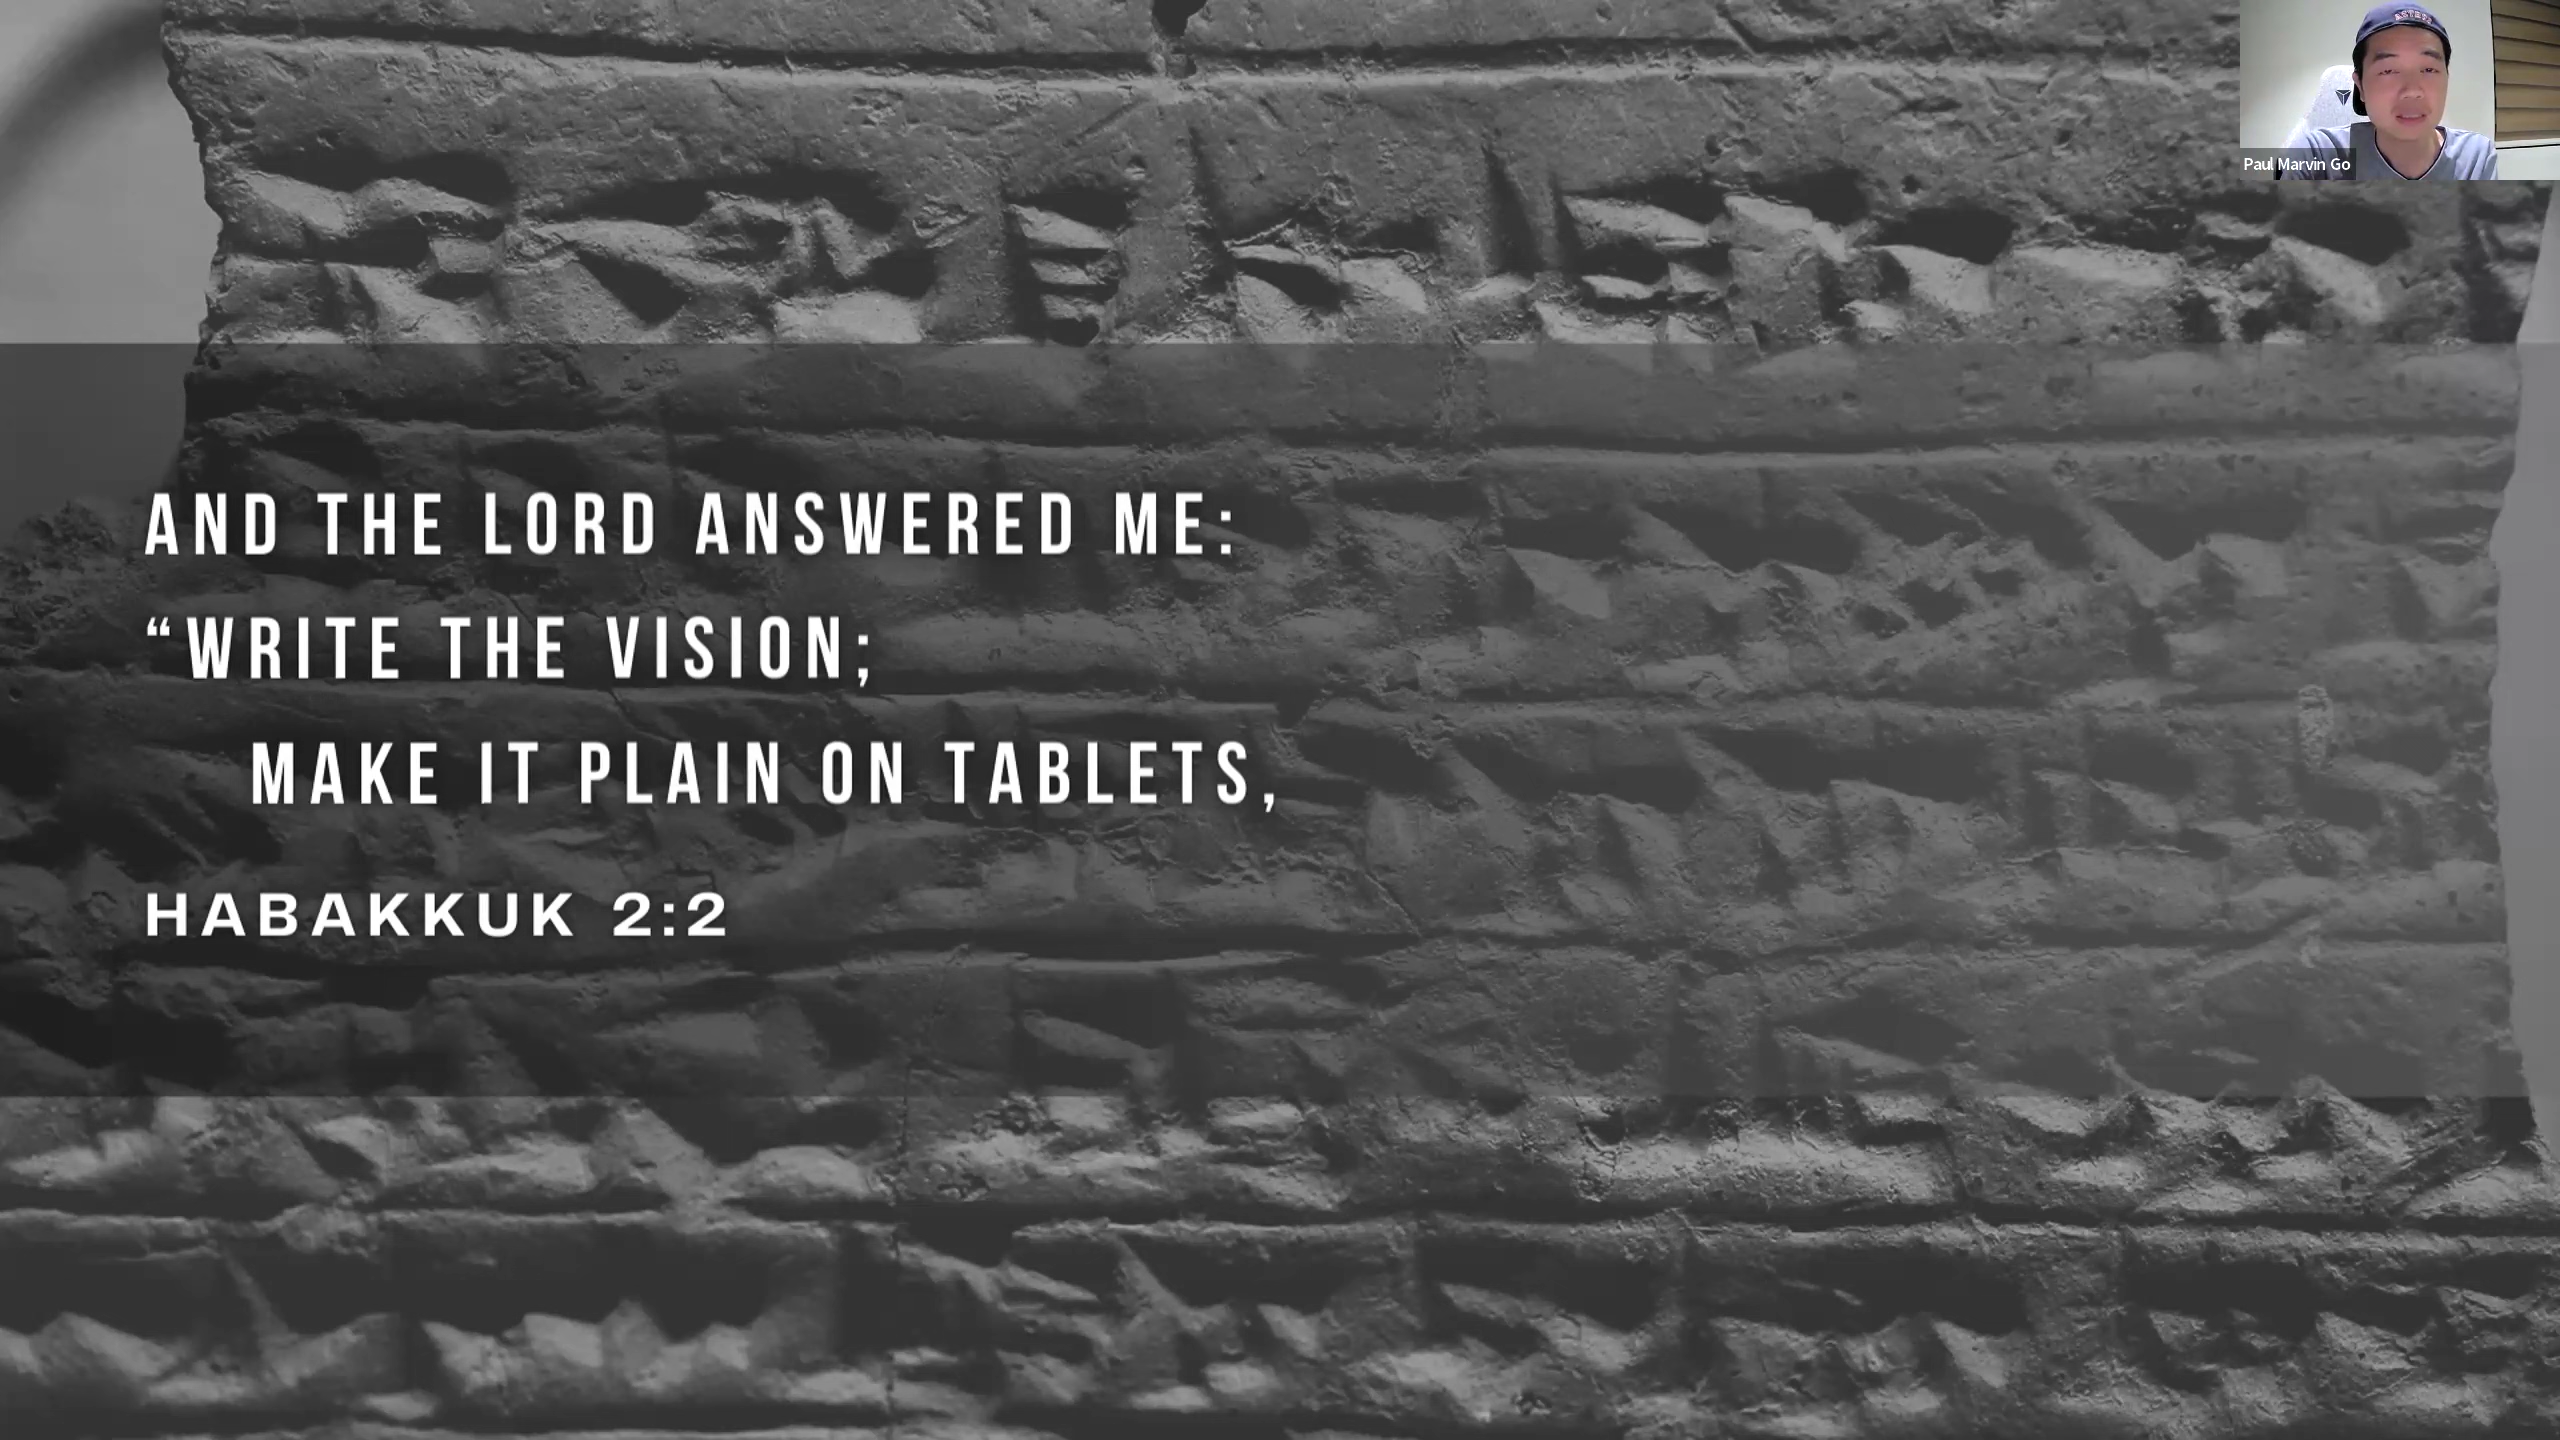 AND THE LORD ANSWERED ME:
“WRITE THE VISION;
MAKE IT PLAIN ON TABLETS,
HABAKKUK 2:2
Paul Marvin Go